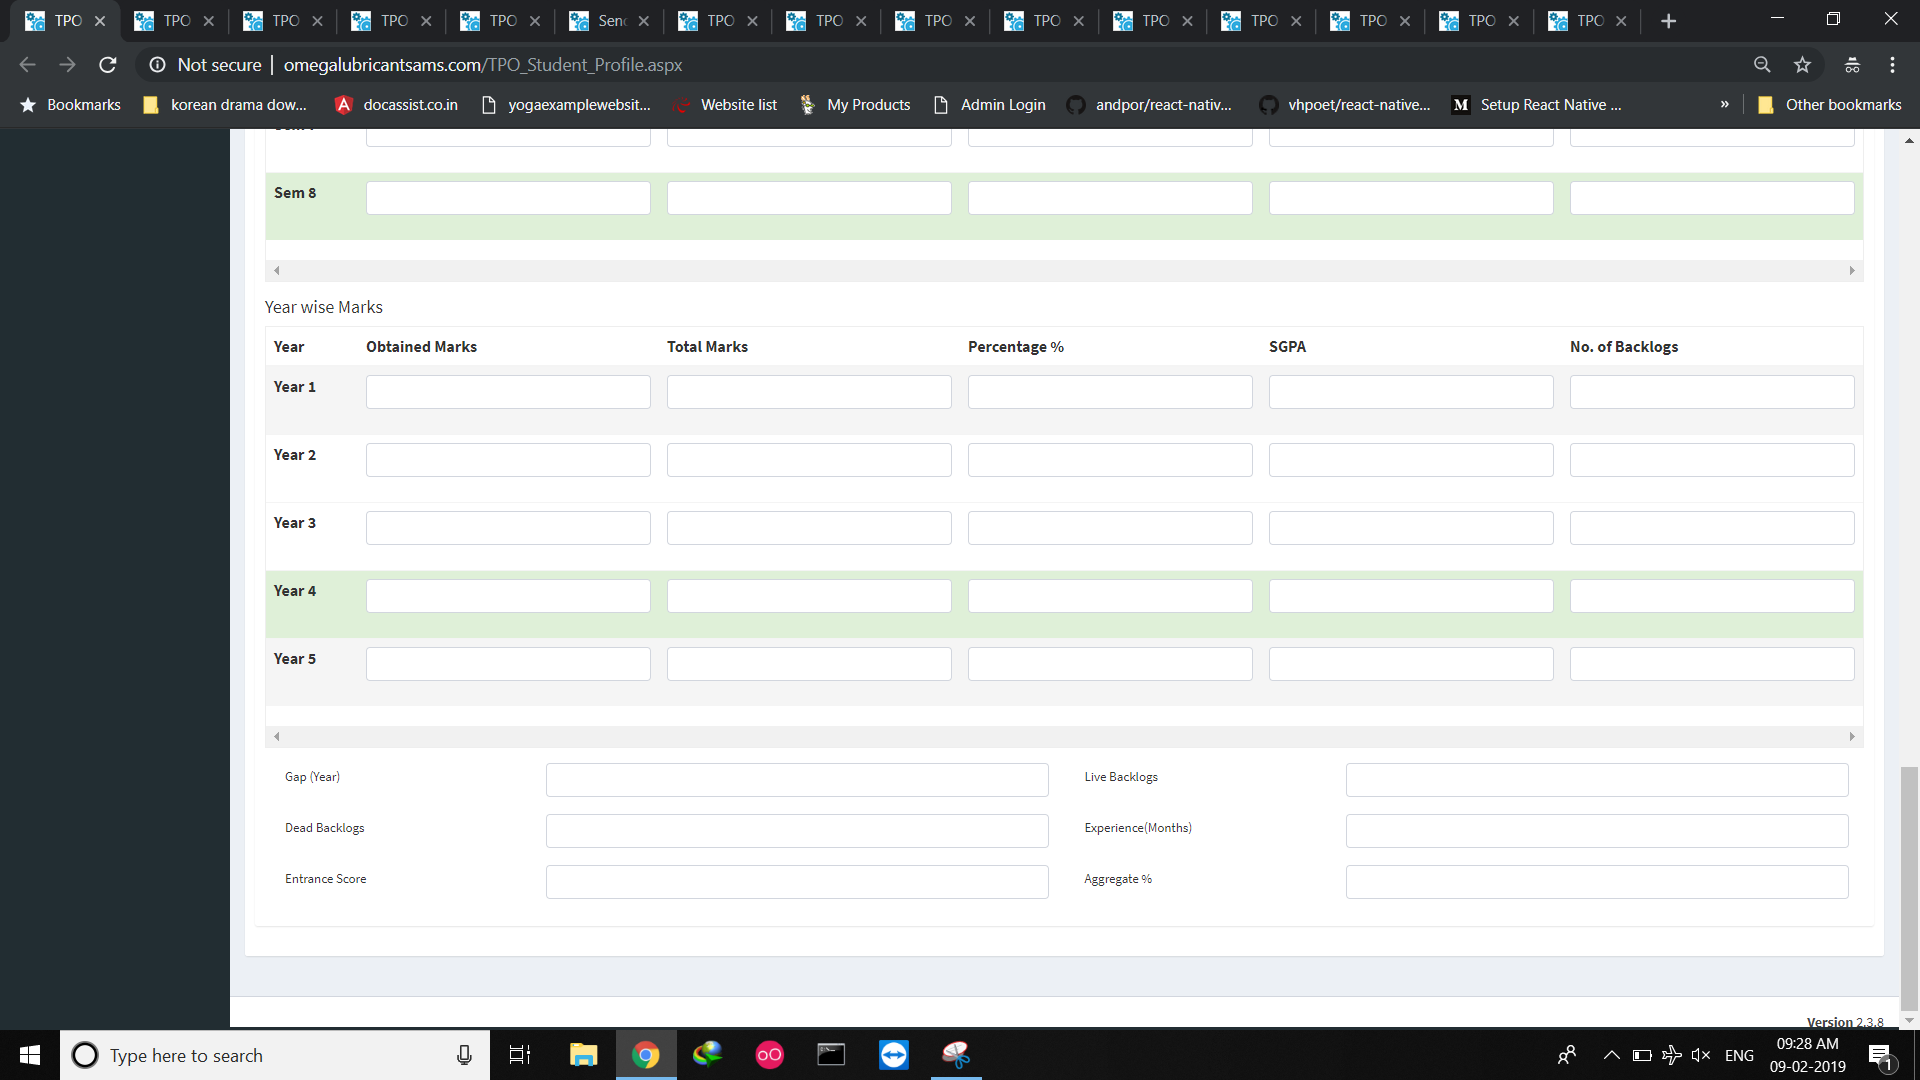 TPO TPO TPO TPO TPO Sen TPO TPO TPO TPO TPO TPO TPO TPO TPO
Not secure | omegalubricantsams.com/TPO_Student_Profile.aspx
Bookmarks korean drama dow... docassist.co.in yogaexamplewebsit... Website list My Products Admin Login andpor/react-nativ... vhpoet/react-native... Setup React Native ... » Other bookmarks
Sem 8
Year wise Marks
Year Obtained Marks Total Marks Percentage % SGPA No. of Backlogs
Year 1
Year 2
Year 3
Year 4
Year 5
Gap (Year) Live Backlogs
Dead Backlogs Experience(Months)
Entrance Score Aggregate %
Version 2.3.8
Type here to search
ENG
09:28 AM
09-02-2019
1